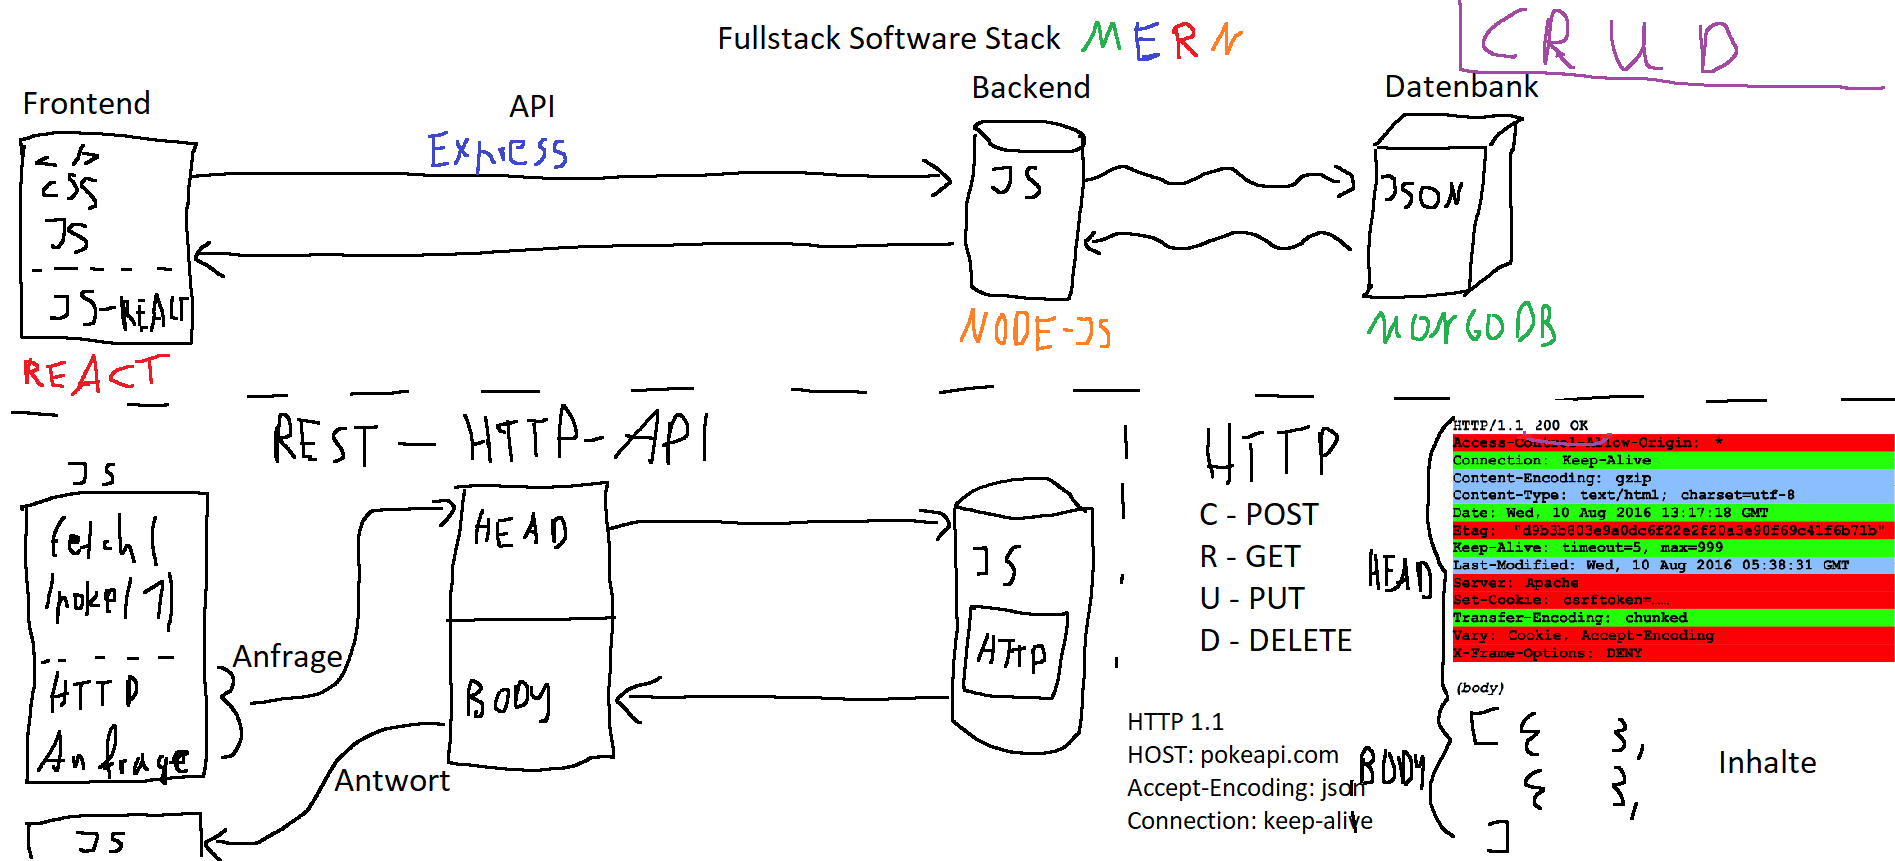 Fullstack Software Stack MERN
CRUD
Frontend
API
Express
Backend
Datenbank
< />
CSS
JS
JS-REACT
REACT
JS
NODE-JS
JSON
MONGODB
REST - HTTP-API
JS
fetch(
/poke/1)
HTTP
Anfrage
Anfrage
HEAD
BODY
Antwort
JS
JS
HTTP
HTTP
C - POST
R - GET
U - PUT
D - DELETE
HTTP 1.1
HOST: pokeapi.com
Accept-Encoding: json
Connection: keep-alive
HEAD
HTTP/1.1 200 OK
Access-Control-Allow-Origin: *
Connection: Keep-Alive
Content-Encoding: gzip
Content-Type: text/html; charset=utf-8
Date: Wed, 10 Aug 2016 13:17:18 GMT
Etag: "d9b3b803e9a0dc6f22e2f20a3e90f69c41f6b71b"
Keep-Alive: timeout=5, max=999
Last-Modified: Wed, 10 Aug 2016 05:38:31 GMT
Server: Apache
Set-Cookie: csrftoken=....
Transfer-Encoding: chunked
Vary: Cookie, Accept-Encoding
X-Frame-Options: DENY
(body)
BODY
[ { },
{ },
]
Inhalte